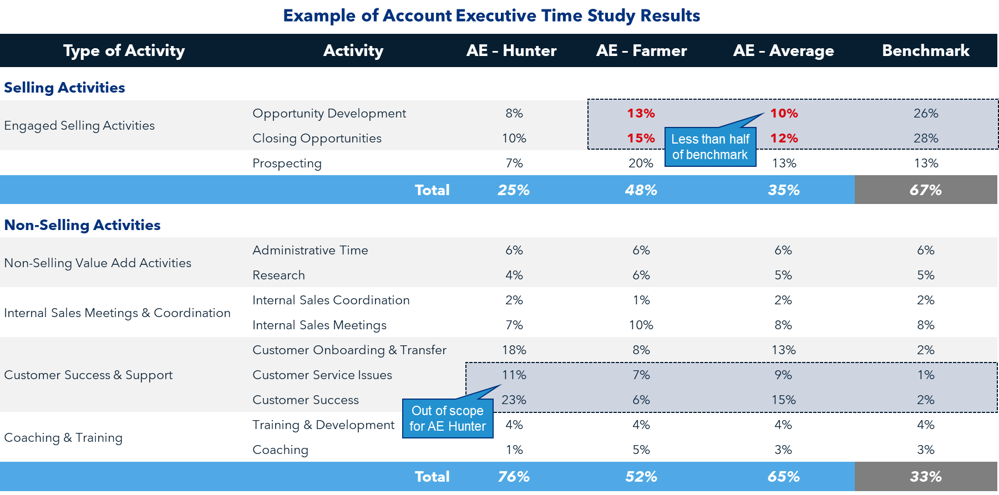 Example of Account Executive Time Study Results
Type of Activity Activity AE – Hunter AE – Farmer AE – Average Benchmark
Selling Activities
Engaged Selling Activities
Opportunity Development 8% 13% 10% 26%
Closing Opportunities 10% 15% 12% 28%
Less than half
of benchmark
Prospecting 7% 20% 13% 13%
Total 25% 48% 35% 67%
Non-Selling Activities
Non-Selling Value Add Activities
Administrative Time 6% 6% 6% 6%
Research 4% 6% 5% 5%
Internal Sales Meetings & Coordination
Internal Sales Coordination 2% 1% 2% 2%
Internal Sales Meetings 7% 10% 8% 8%
Customer Success & Support
Customer Onboarding & Transfer 18% 8% 13% 2%
Customer Service Issues 11% 7% 9% 1%
Customer Success 23% 6% 15% 2%
Out of scope
for AE Hunter
Coaching & Training
Training & Development 4% 4% 4% 4%
Coaching 1% 5% 3% 3%
Total 76% 52% 65% 33%